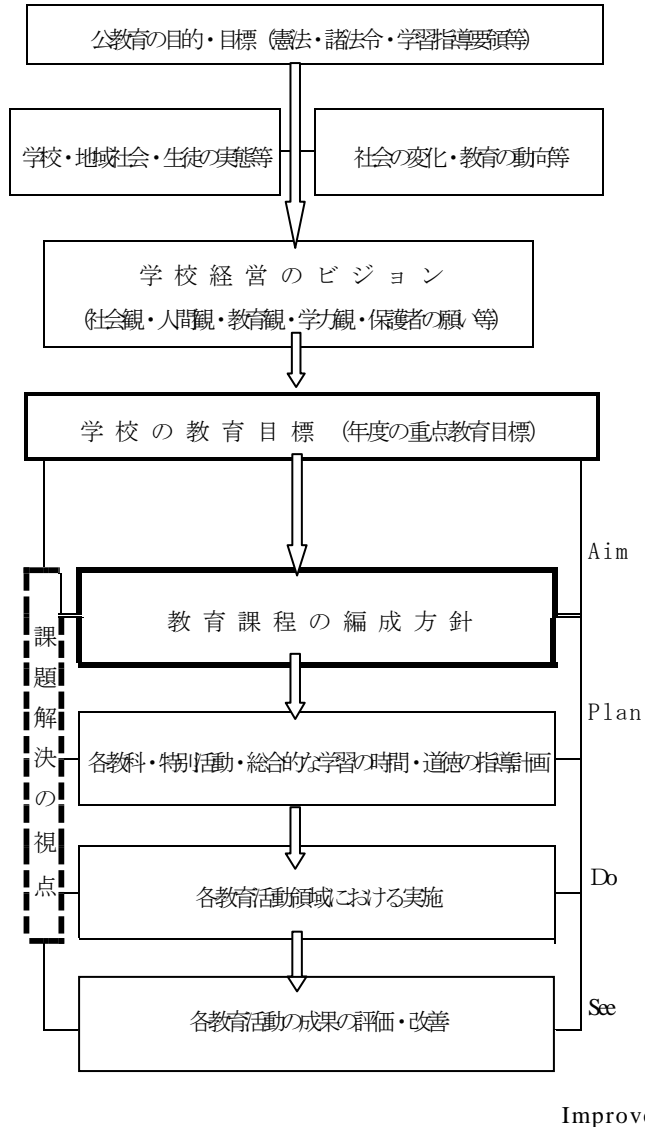 公教育の目的・目標（憲法・諸法令・学習指導要領等）
学校・地域社会・生徒の実態等
社会の変化・教育の動向等
学校経営のビジョン
（社会観・人間観・教育観・学力観・保護者の願い等）
学校の教育目標　（年度の重点教育目標）
Aim
教育課程の編成方針
課題解決の視点
Plan
各教科・特別活動・総合的な学習の時間・道徳の指導計画
Do
各教育活動領域における実施
See
各教育活動の成果の評価・改善
Improve